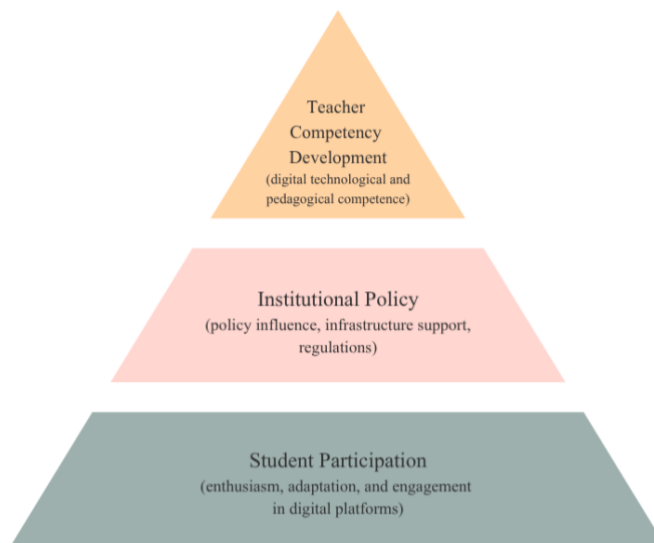 Teacher
Competency
Development
(digital technological and
pedagogical competence)
Institutional Policy
(policy influence, infrastructure support,
regulations)
Student Participation
(enthusiasm, adaptation, and engagement
in digital platforms)